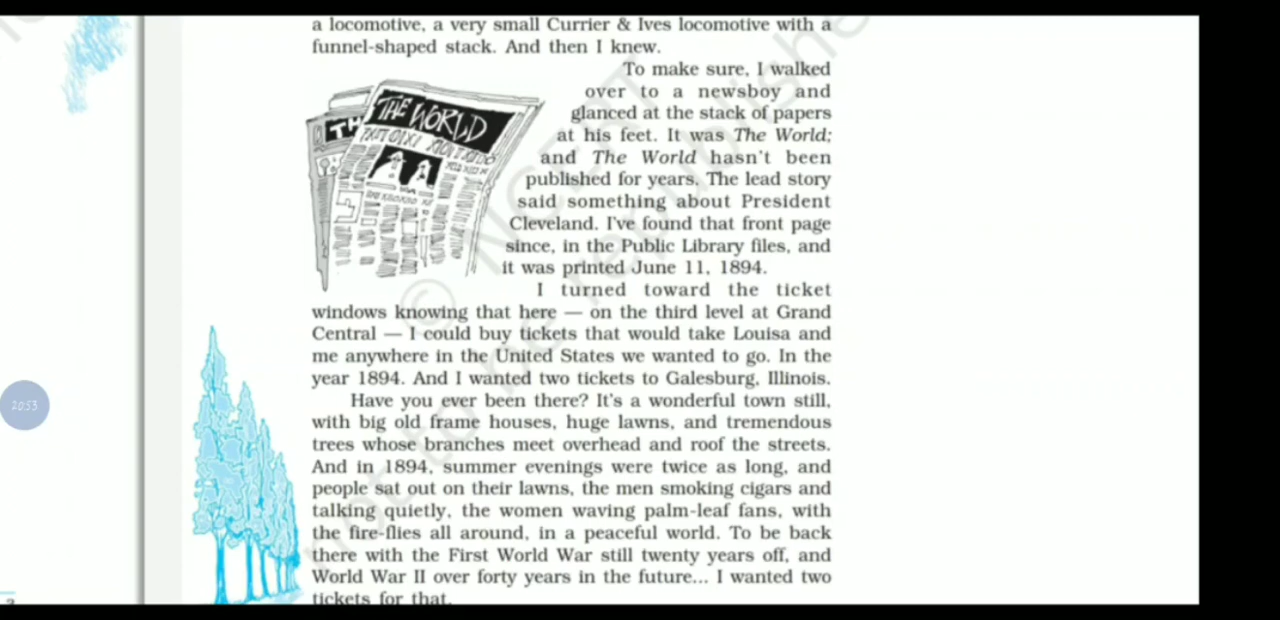 a locomotive, a very small Currier & Ives locomotive with a
funnel-shaped stack. And then I knew.
To make sure, I walked
over to a newsboy and
glanced at the stack of papers
at his feet. It was The World;
and The World hasn't been
published for years. The lead story
said something about President
Cleveland. I've found that front page
since, in the Public Library files, and
it was printed June 11, 1894.
THE WORLD
TH
I turned toward the ticket
windows knowing that here — on the third level at Grand
Central — I could buy tickets that would take Louisa and
me anywhere in the United States we wanted to go. In the
year 1894. And I wanted two tickets to Galesburg, Illinois.
Have you ever been there? It's a wonderful town still,
with big old frame houses, huge lawns, and tremendous
trees whose branches meet overhead and roof the streets.
And in 1894, summer evenings were twice as long, and
people sat out on their lawns, the men smoking cigars and
talking quietly, the women waving palm-leaf fans, with
the fire-flies all around, in a peaceful world. To be back
there with the First World War still twenty years off, and
World War II over forty years in the future... I wanted two
tickets for that.
20:53
© NCERT
not to be republished